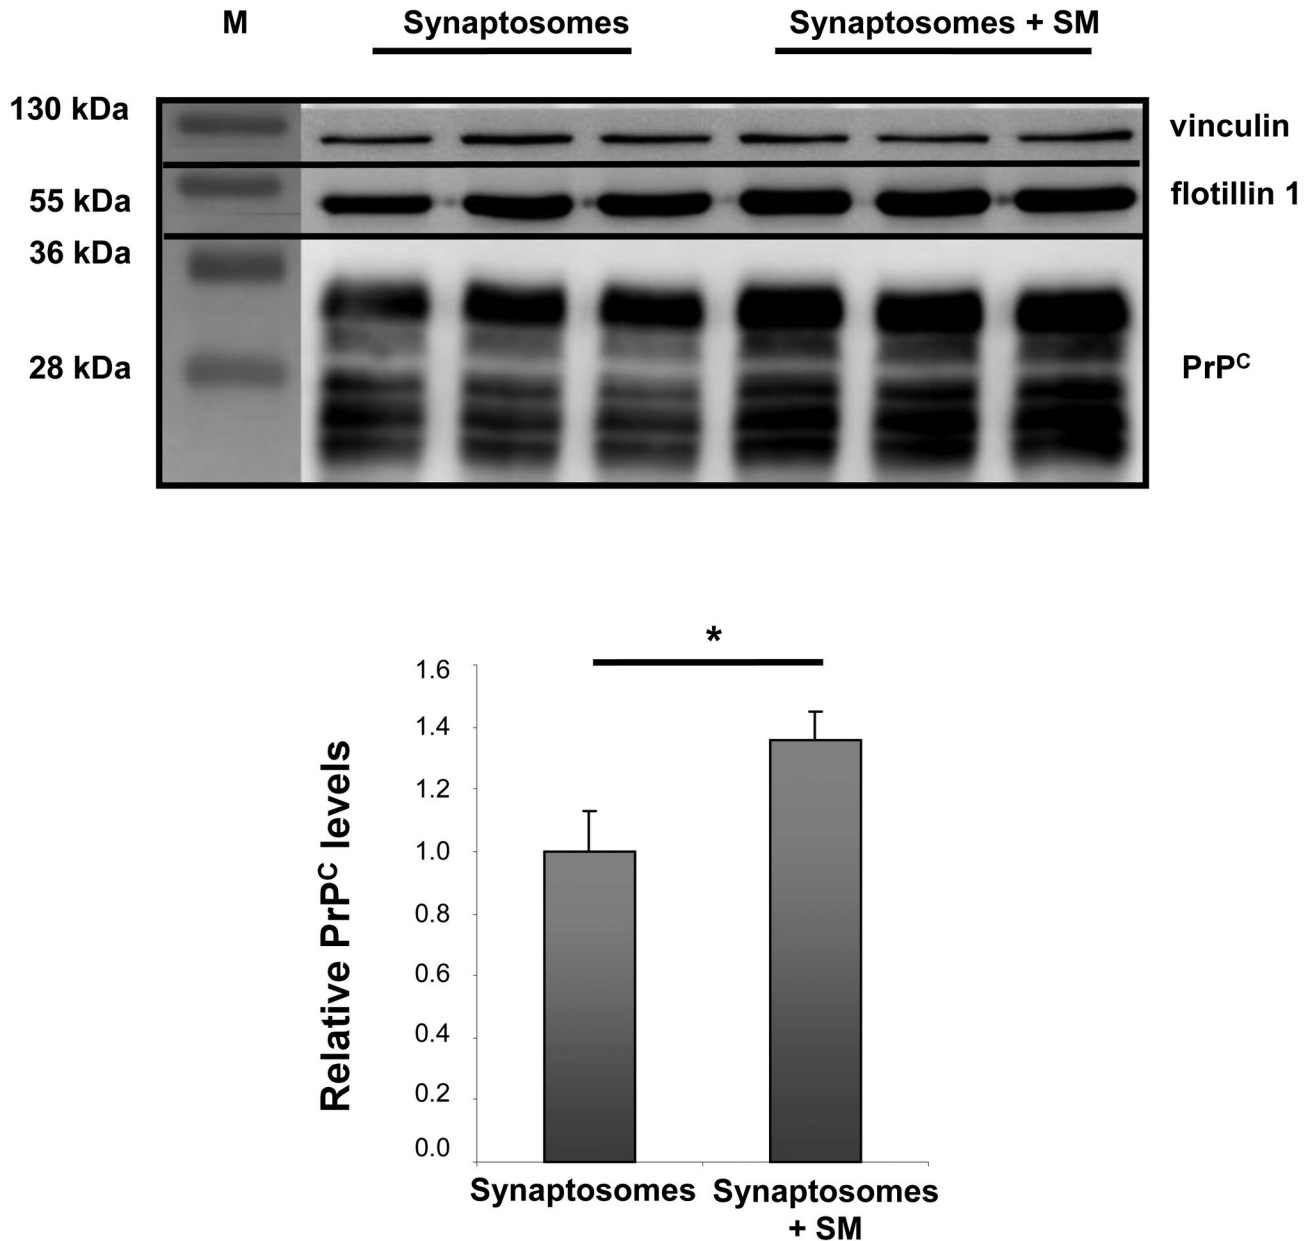 M Synaptosomes Synaptosomes + SM
130 kDa
vinculin
55 kDa
flotillin 1
36 kDa
28 kDa
PrPᶜ
*
1.6
1.4
1.2
1.0
0.8
0.6
0.4
0.2
0.0
Relative PrPᶜ levels
Synaptosomes
Synaptosomes
+ SM